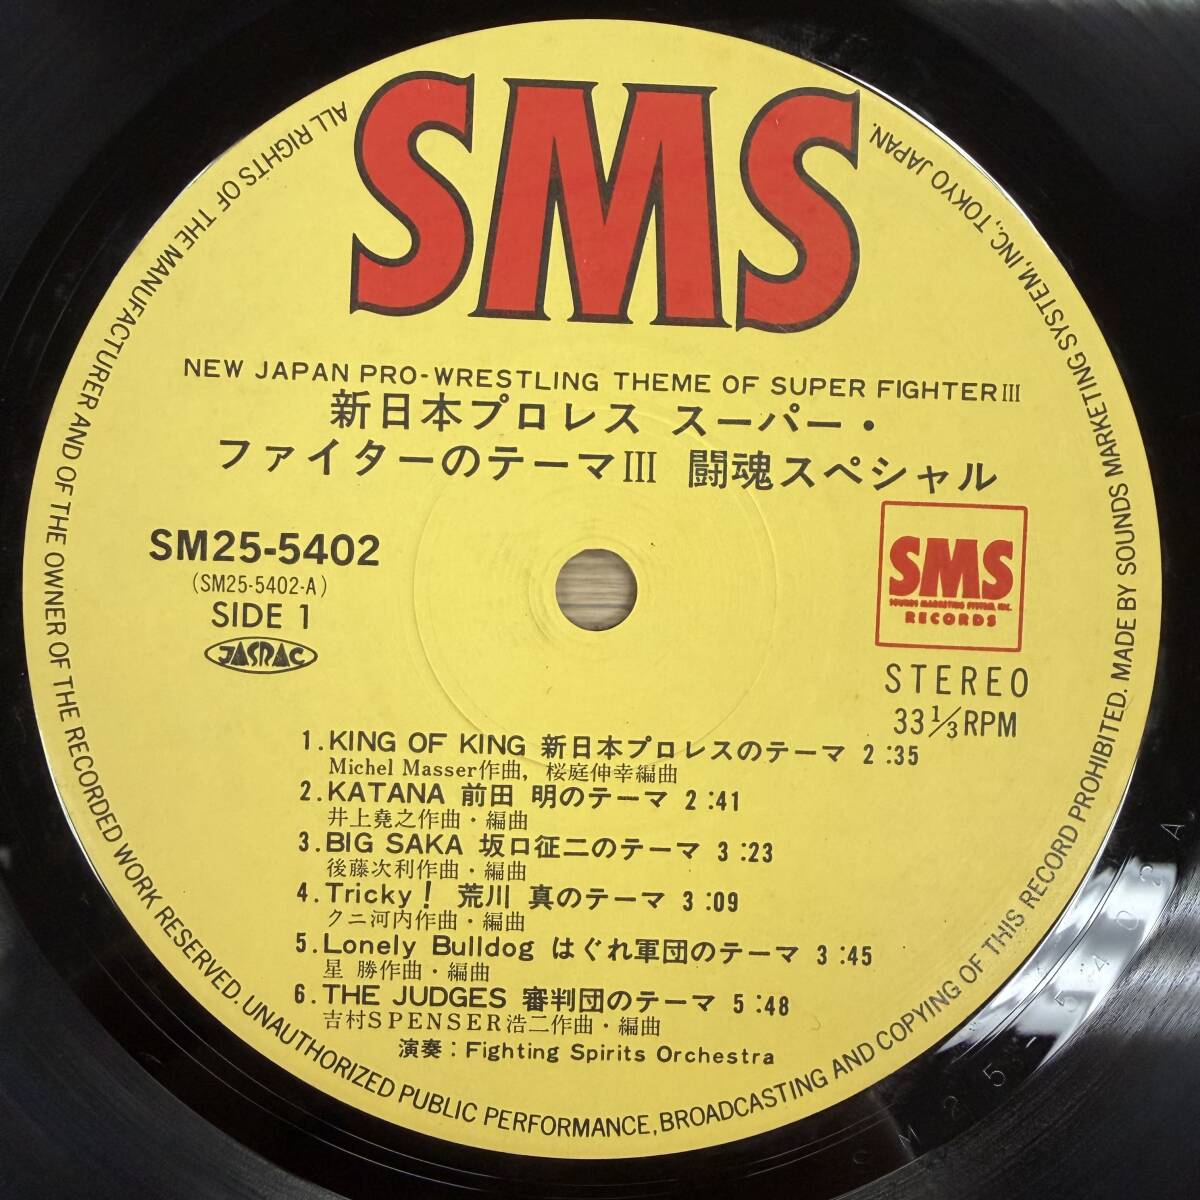 SMS
NEW JAPAN PRO-WRESTLING THEME OF SUPER FIGHTER III
新日本プロレス スーパー・
ファイターのテーマIII 闘魂スペシャル
SM25-5402
(SM25-5402-A)
SIDE 1
JASRAC
SMS
SOUNDS MARKETING SYSTEM, INC.
RECORDS
STEREO
33 1/3 RPM
1. KING OF KING 新日本プロレスのテーマ 2:35
Michel Masser作曲, 桜庭伸幸編曲
2. KATANA 前田 明のテーマ 2:41
井上堯之作曲・編曲
3. BIG SAKA 坂口征二のテーマ 3:23
後藤次利作曲・編曲
4. Tricky! 荒川 真のテーマ 3:09
クニ河内作曲・編曲
5. Lonely Bulldog はぐれ軍団のテーマ 3:45
星 勝作曲・編曲
6. THE JUDGES 審判団のテーマ 5:48
吉村SPENSER浩二作曲・編曲
演奏：Fighting Spirits Orchestra
ALL RIGHTS OF THE MANUFACTURER AND OF THE OWNER OF THE RECORDED WORK RESERVED. UNAUTHORIZED PUBLIC PERFORMANCE, BROADCASTING AND COPYING OF THIS RECORD PROHIBITED. MADE BY SOUNDS MARKETING SYSTEM, INC., TOKYO JAPAN.